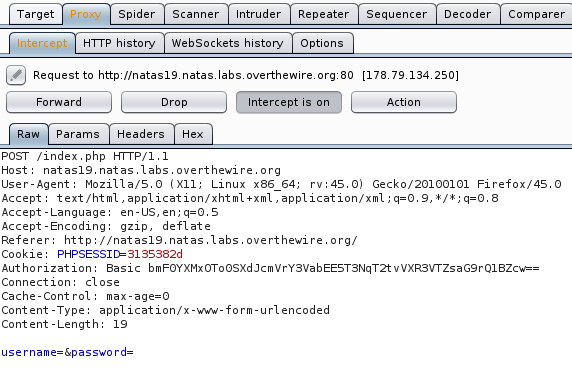 Target Proxy Spider Scanner Intruder Repeater Sequencer Decoder Comparer
Intercept HTTP history WebSockets history Options
Request to http://natas19.natas.labs.overthewire.org:80 [178.79.134.250]
Forward Drop Intercept is on Action
Raw Params Headers Hex
POST /index.php HTTP/1.1
Host: natas19.natas.labs.overthewire.org
User-Agent: Mozilla/5.0 (X11; Linux x86_64; rv:45.0) Gecko/20100101 Firefox/45.0
Accept: text/html,application/xhtml+xml,application/xml;q=0.9,*/*;q=0.8
Accept-Language: en-US,en;q=0.5
Accept-Encoding: gzip, deflate
Referer: http://natas19.natas.labs.overthewire.org/
Cookie: PHPSESSID=3135382d
Authorization: Basic bmF0YXMxOTo0SXdJcmVrY3VabEE5T3NqT2tvVXR3VTZsaG9rQ1BZcw==
Connection: close
Cache-Control: max-age=0
Content-Type: application/x-www-form-urlencoded
Content-Length: 19
username=&password=